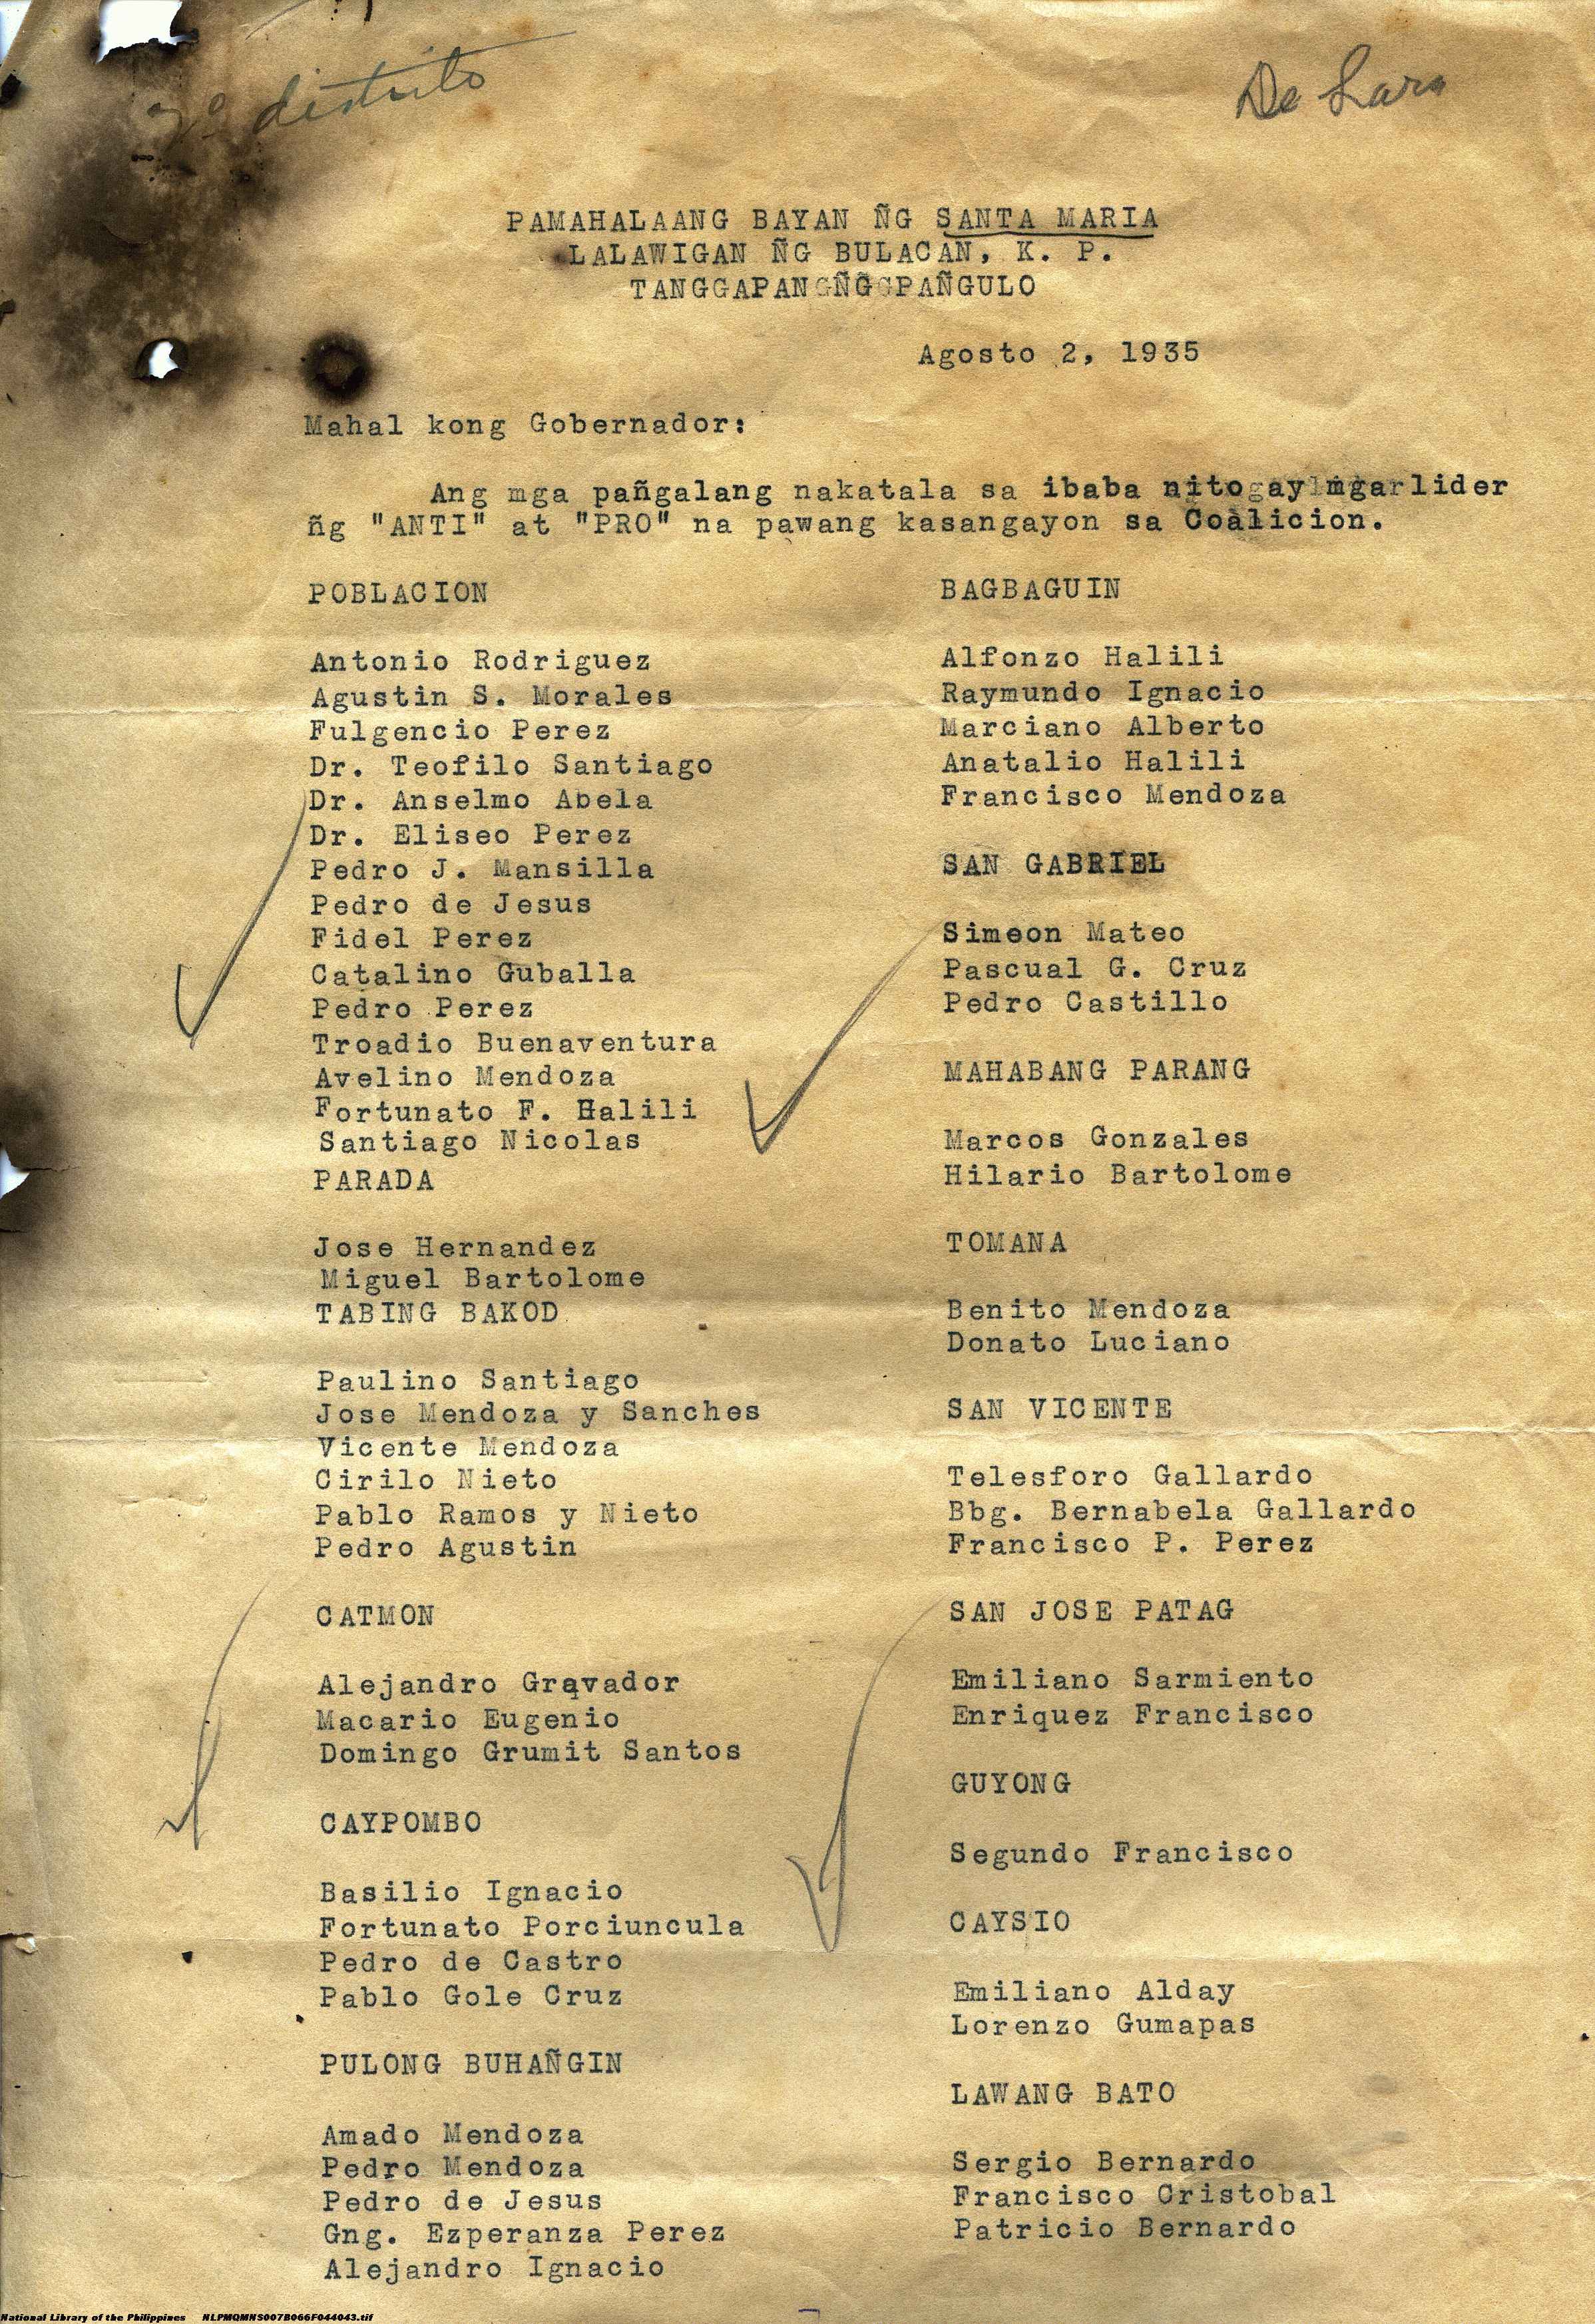 distrito
De Lara
PAMAHALAANG BAYAN ÑG SANTA MARIA
LALAWIGAN ÑG BULACAN, K. P.
TANGGAPAN ÑG PAÑGULO
Agosto 2, 1935
Mahal kong Gobernador:
Ang mga pañgalang nakatala sa ibaba nito ay mga lider
ñg "ANTI" at "PRO" na pawang kasangayon sa Coalicion.
POBLACION
Antonio Rodriguez
Agustin S. Morales
Fulgencio Perez
Dr. Teofilo Santiago
Dr. Anselmo Abela
Dr. Eliseo Perez
Pedro J. Mansilla
Pedro de Jesus
Fidel Perez
Catalino Guballa
Pedro Perez
Troadio Buenaventura
Avelino Mendoza
Fortunato F. Halili
Santiago Nicolas
PARADA
Jose Hernandez
Miguel Bartolome
TABING BAKOD
Paulino Santiago
Jose Mendoza y Sanches
Vicente Mendoza
Cirilo Nieto
Pablo Ramos y Nieto
Pedro Agustin
CATMON
Alejandro Gravador
Macario Eugenio
Domingo Grumit Santos
CAYPOMBO
Basilio Ignacio
Fortunato Porciuncula
Pedro de Castro
Pablo Gole Cruz
PULONG BUHAÑGIN
Amado Mendoza
Pedro Mendoza
Pedro de Jesus
Gng. Ezperanza Perez
Alejandro Ignacio
BAGBAGUIN
Alfonzo Halili
Raymundo Ignacio
Marciano Alberto
Anatalio Halili
Francisco Mendoza
SAN GABRIEL
Simeon Mateo
Pascual G. Cruz
Pedro Castillo
MAHABANG PARANG
Marcos Gonzales
Hilario Bartolome
TOMANA
Benito Mendoza
Donato Luciano
SAN VICENTE
Telesforo Gallardo
Bbg. Bernabela Gallardo
Francisco P. Perez
SAN JOSE PATAG
Emiliano Sarmiento
Enriquez Francisco
GUYONG
Segundo Francisco
CAYSIO
Emiliano Alday
Lorenzo Gumapas
LAWANG BATO
Sergio Bernardo
Francisco Cristobal
Patricio Bernardo
National Library of the Philippines NLPMQMNS007B066F044043.tif